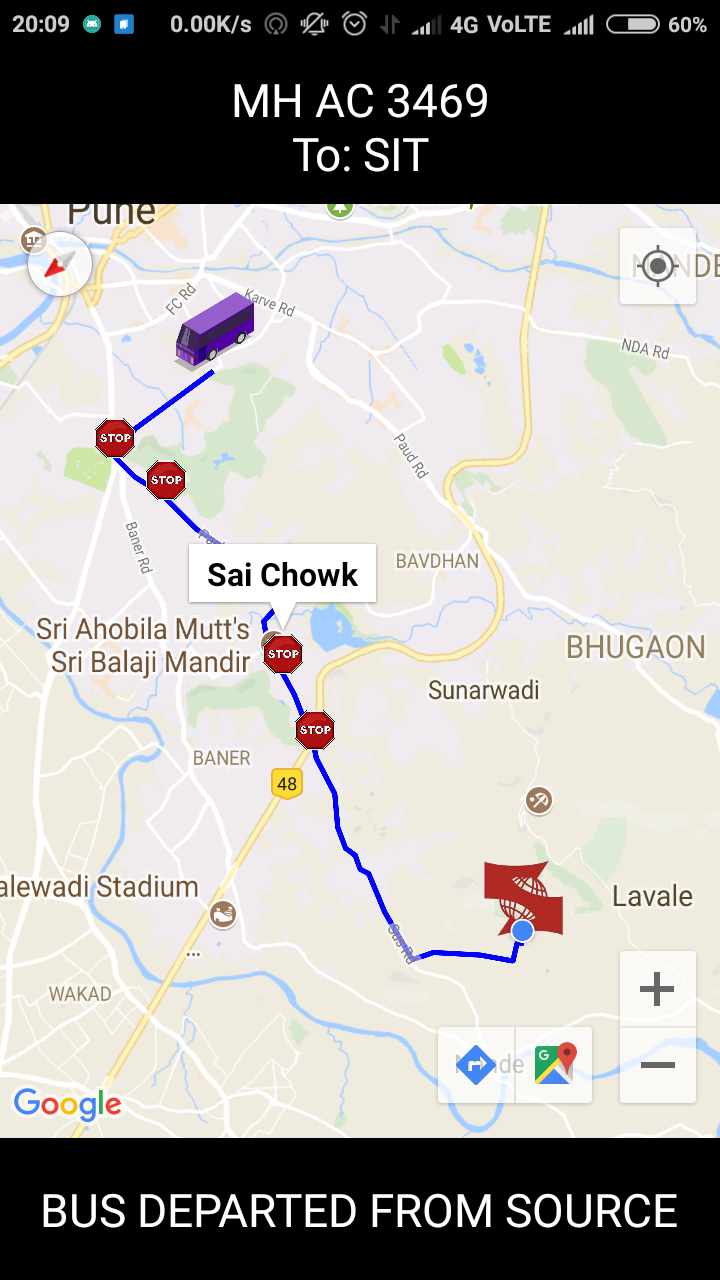 20:09 0.00K/s 4G VoLTE 60%
MH AC 3469
To: SIT
Pune
FC Rd
Karve Rd
NDA Rd
STOP
Paud Rd
STOP
Baner Rd
BAVDHAN
Sai Chowk
Sri Ahobila Mutt's
Sri Balaji Mandir
STOP
BHUGAON
Sunarwadi
STOP
BANER
48
alewadi Stadium
Lavale
Sus Rd
...
WAKAD
G
Google
BUS DEPARTED FROM SOURCE